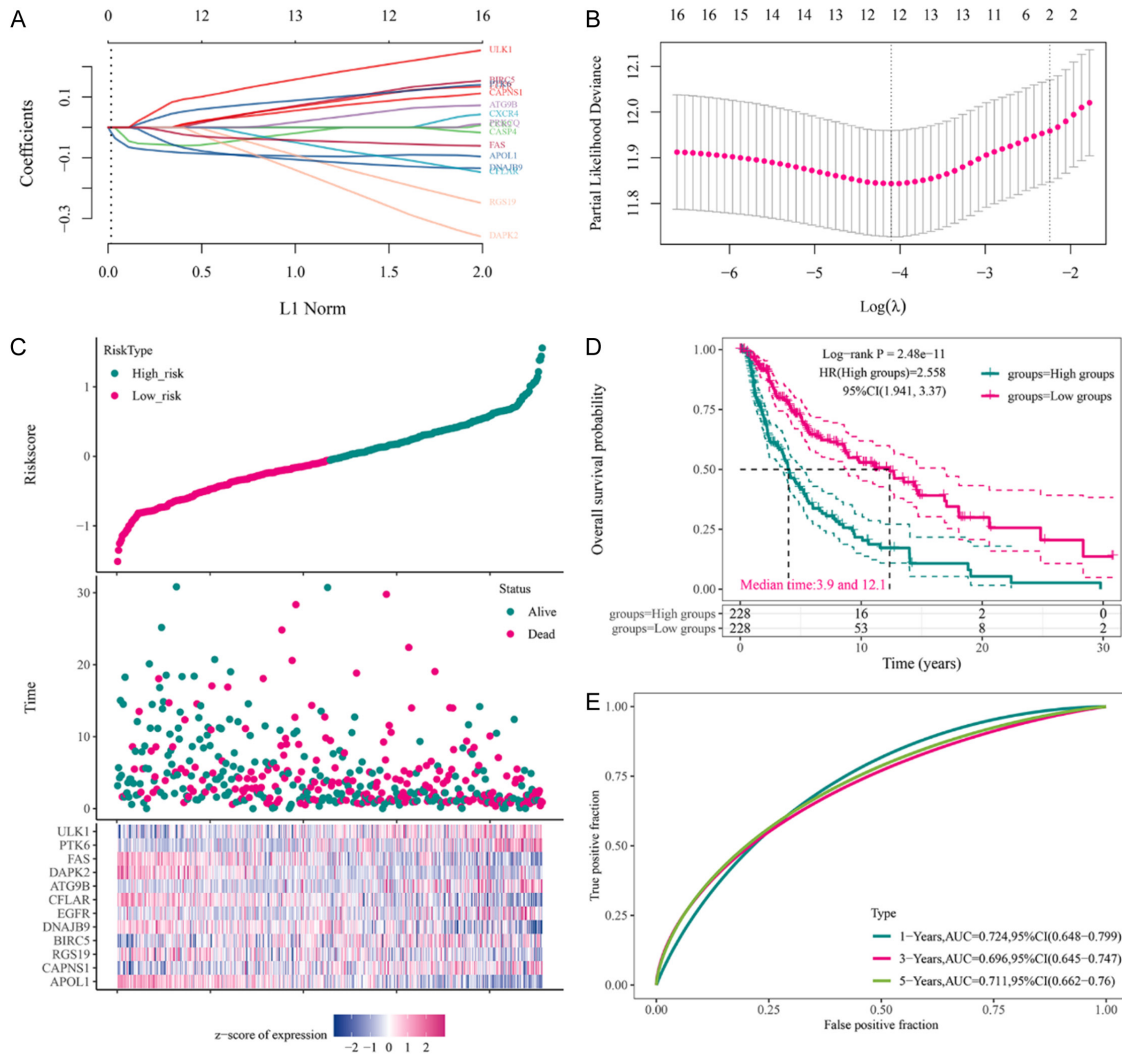 A
0 12 13 12 16
Coefficients
0.1
−0.1
−0.3
ULK1
BIRC5
CAPNS1
ATG9B
CXCR4
CASP4
FAS
APOL1
DNAJB9
RGS19
DAPK2
0.0 0.5 1.0 1.5 2.0
L1 Norm
B
16 16 15 14 14 12 12 13 13 11 6 2 2
Partial Likelihood Deviance
12.1
12.0
11.9
11.8
−6 −5 −4 −3 −2
Log(λ)
C
RiskType
High_risk
Low_risk
Riskscore
1
0
−1
Status
Alive
Dead
Time
30
20
10
0
ULK1
PTK6
FAS
DAPK2
ATG9B
CFLAR
EGFR
DNAJB9
BIRC5
RGS19
CAPNS1
APOL1
z−score of expression
−2 −1 0 1 2
D
Log−rank P = 2.48e−11
HR(High groups)=2.558
95%CI(1.941, 3.37)
groups=High groups
groups=Low groups
Overall survival probability
1.00
0.75
0.50
0.25
0.00
Median time:3.9 and 12.1
groups=High groups 228 16 2 0
groups=Low groups 228 53 8 2
0 10 20 30
Time (years)
E
True positive fraction
1.00
0.75
0.50
0.25
0.00
Type
1−Years,AUC=0.724,95%CI(0.648−0.799)
3−Years,AUC=0.696,95%CI(0.645−0.747)
5−Years,AUC=0.711,95%CI(0.662−0.76)
0.00 0.25 0.50 0.75 1.00
False positive fraction